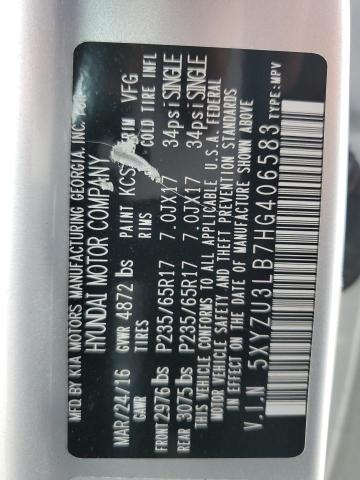 MFD BY KIA MOTORS MANUFACTURING GEORGIA, INC.
HYUNDAI MOTOR COMPANY
MAR/24/16 GVWR 4872 lbs PAINT VFG
GAWR TIRES RIMS COLD TIRE INFL
FRONT 2976 lbs P235/65R17 7.0JX17 34psi SINGLE
REAR 3075 lbs P235/65R17 7.0JX17 34psi SINGLE
THIS VEHICLE CONFORMS TO ALL APPLICABLE U.S.A. FEDERAL
MOTOR VEHICLE SAFETY AND THEFT PREVENTION STANDARDS IN
EFFECT ON THE DATE OF MANUFACTURE SHOWN ABOVE.
V.I.N 5XYZU3LB7HG406583 TYPE:MPV